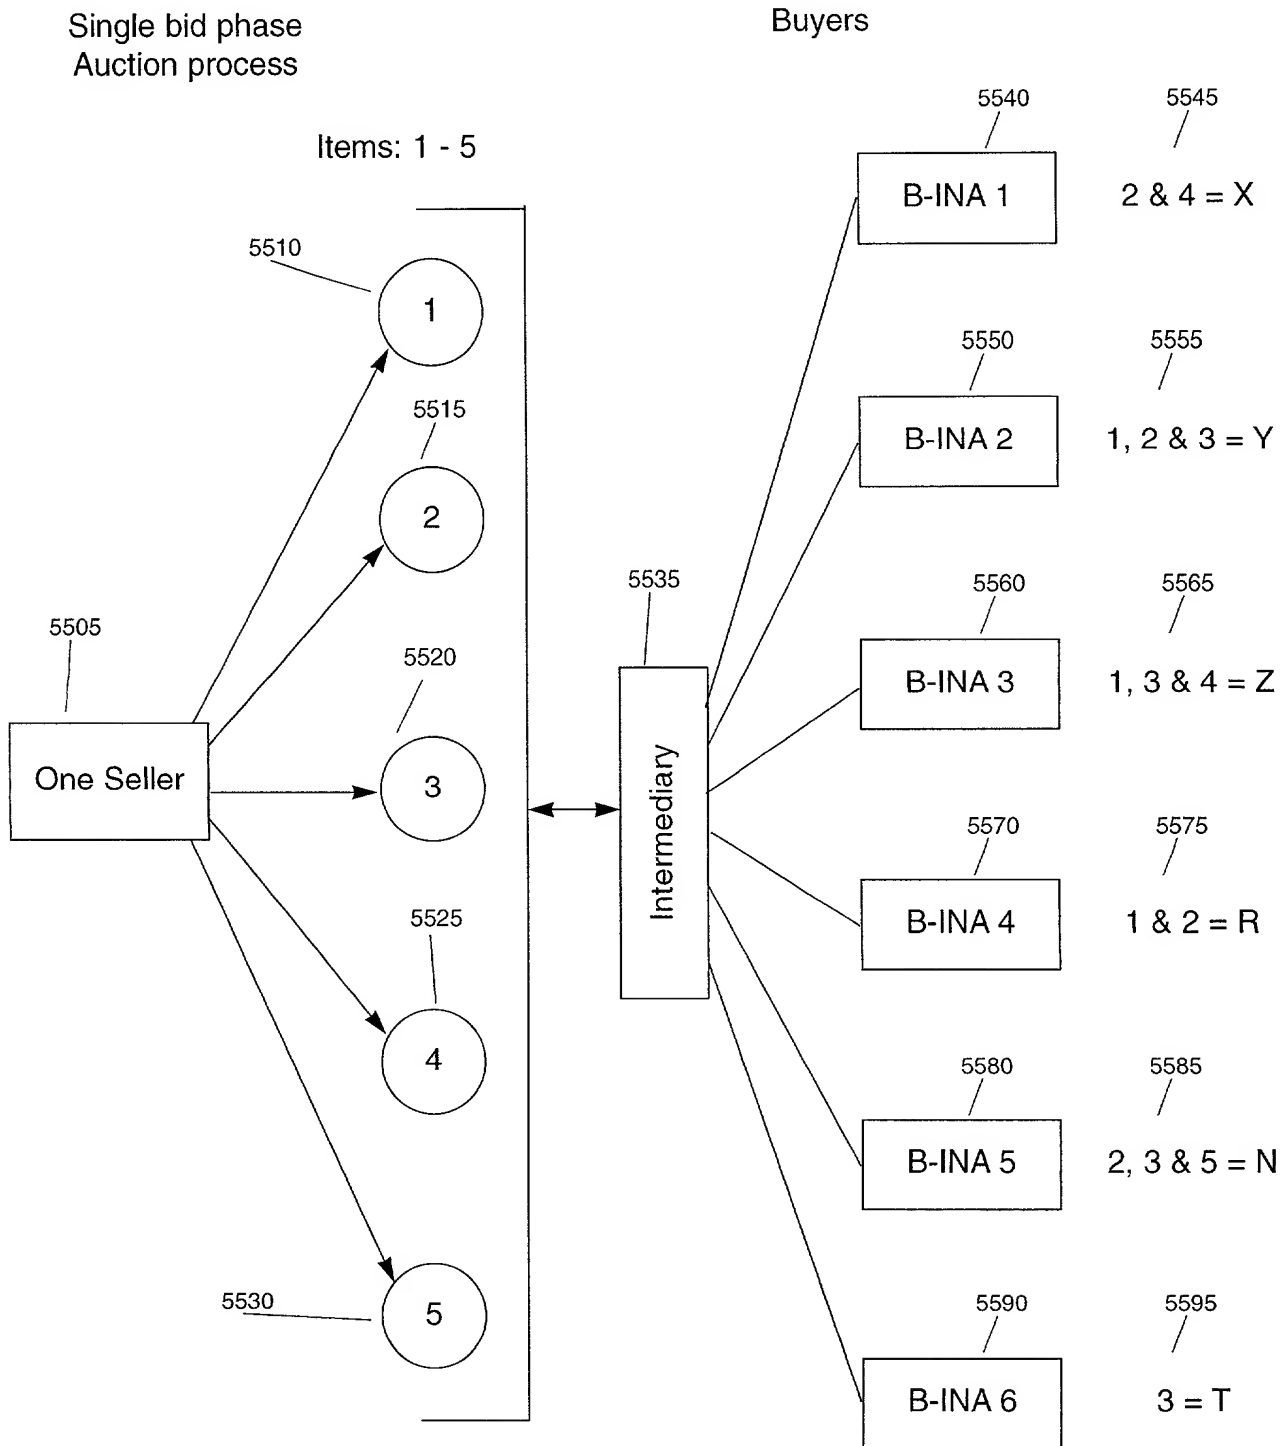 Single bid phase
Auction process
Buyers
Items: 1 - 5
5540
5545
B-INA 1
2 & 4 = X
5510
1
5550
5555
B-INA 2
1, 2 & 3 = Y
5515
2
5535
5560
5565
B-INA 3
1, 3 & 4 = Z
5505
One Seller
5520
3
Intermediary
5570
5575
B-INA 4
1 & 2 = R
5525
4
5580
5585
B-INA 5
2, 3 & 5 = N
5530
5
5590
5595
B-INA 6
3 = T